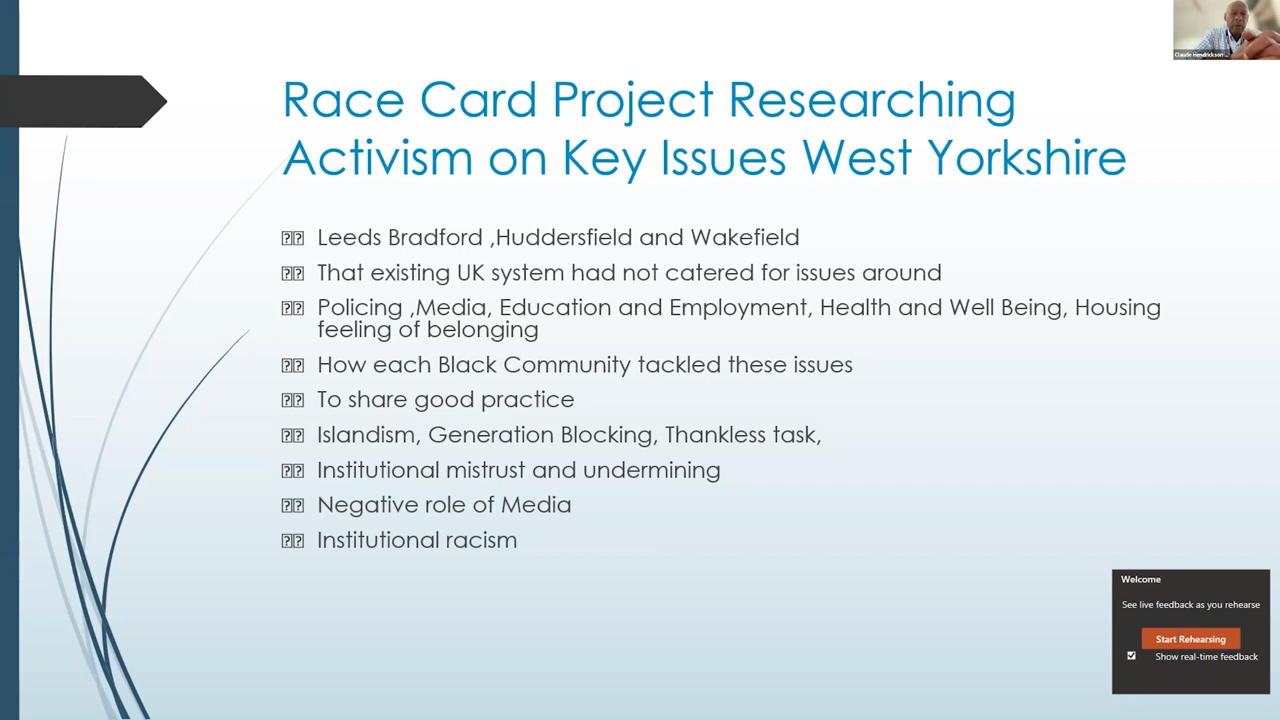 Claude Hendrickson
Race Card Project Researching
Activism on Key Issues West Yorkshire
Leeds Bradford ,Huddersfield and Wakefield
That existing UK system had not catered for issues around
Policing ,Media, Education and Employment, Health and Well Being, Housing
feeling of belonging
How each Black Community tackled these issues
To share good practice
Islandism, Generation Blocking, Thankless task,
Institutional mistrust and undermining
Negative role of Media
Institutional racism
Welcome
See live feedback as you rehearse
Start Rehearsing
Show real-time feedback